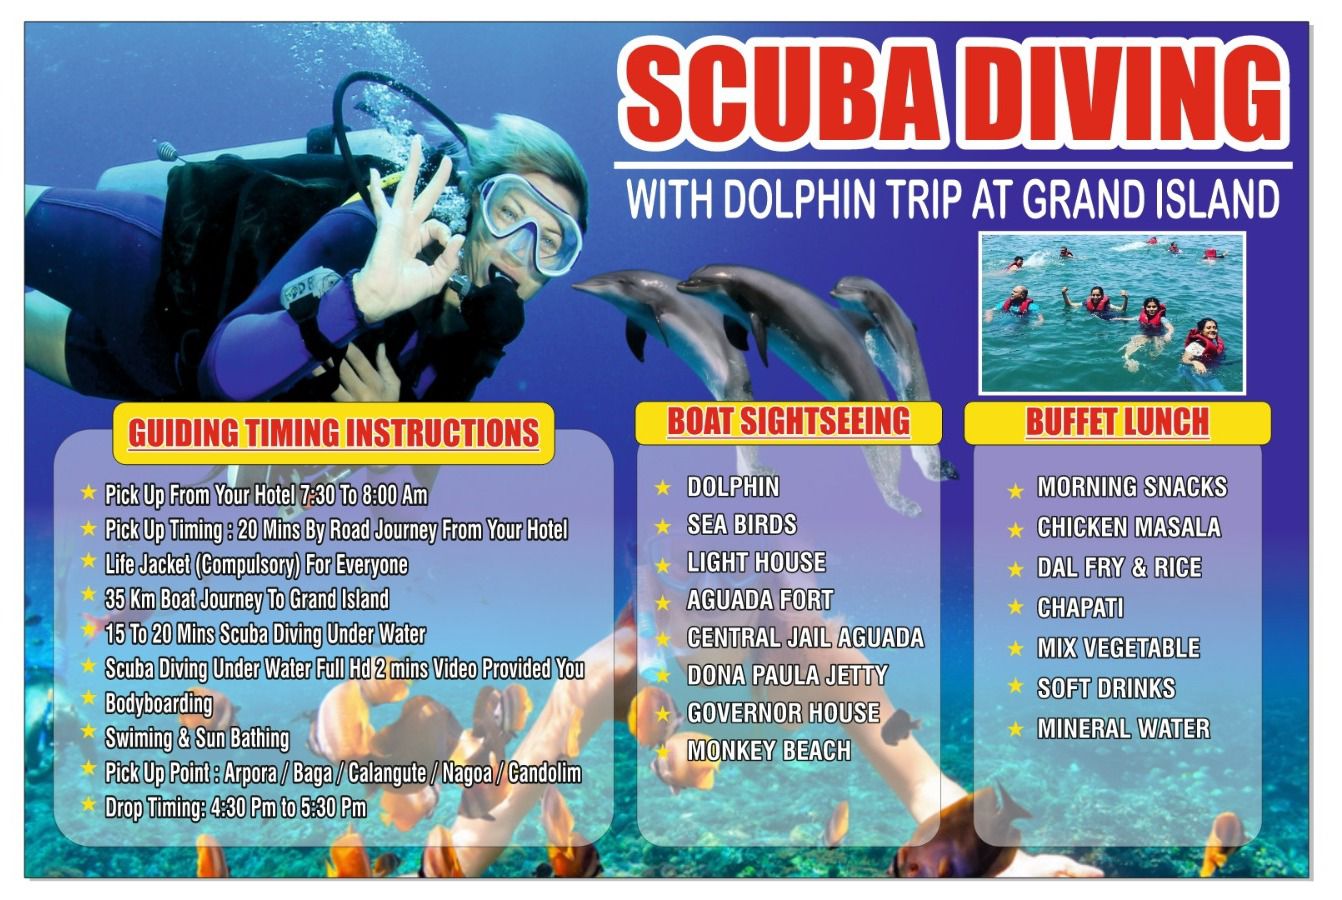 SCUBA DIVING
WITH DOLPHIN TRIP AT GRAND ISLAND
GUIDING TIMING INSTRUCTIONS
Pick Up From Your Hotel 7:30 To 8:00 Am
Pick Up Timing : 20 Mins By Road Journey From Your Hotel
Life Jacket (Compulsory) For Everyone
35 Km Boat Journey To Grand Island
15 To 20 Mins Scuba Diving Under Water
Scuba Diving Under Water Full Hd 2 mins Video Provided You
Bodyboarding
Swiming & Sun Bathing
Pick Up Point : Arpora / Baga / Calangute / Nagoa / Candolim
Drop Timing: 4:30 Pm to 5:30 Pm
BOAT SIGHTSEEING
DOLPHIN
SEA BIRDS
LIGHT HOUSE
AGUADA FORT
CENTRAL JAIL AGUADA
DONA PAULA JETTY
GOVERNOR HOUSE
MONKEY BEACH
BUFFET LUNCH
MORNING SNACKS
CHICKEN MASALA
DAL FRY & RICE
CHAPATI
MIX VEGETABLE
SOFT DRINKS
MINERAL WATER